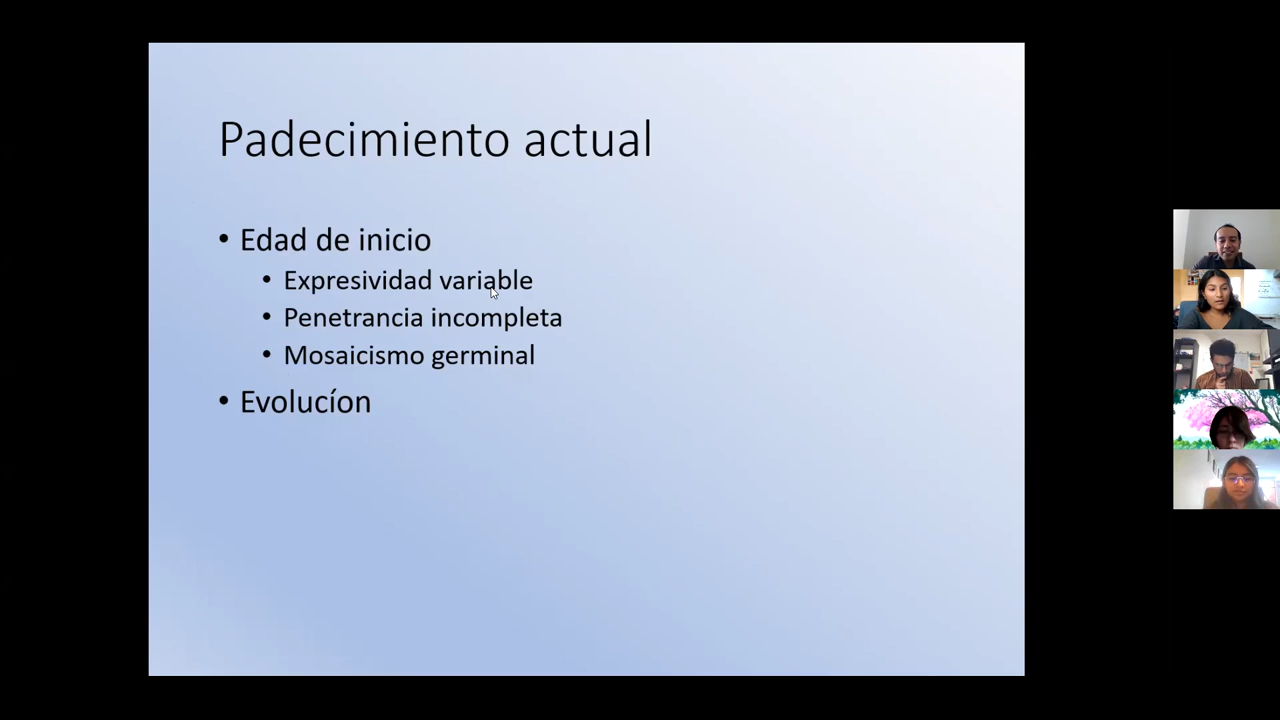 Padecimiento actual
• Edad de inicio
• Expresividad variable
• Penetrancia incompleta
• Mosaicismo germinal
• Evolucíon